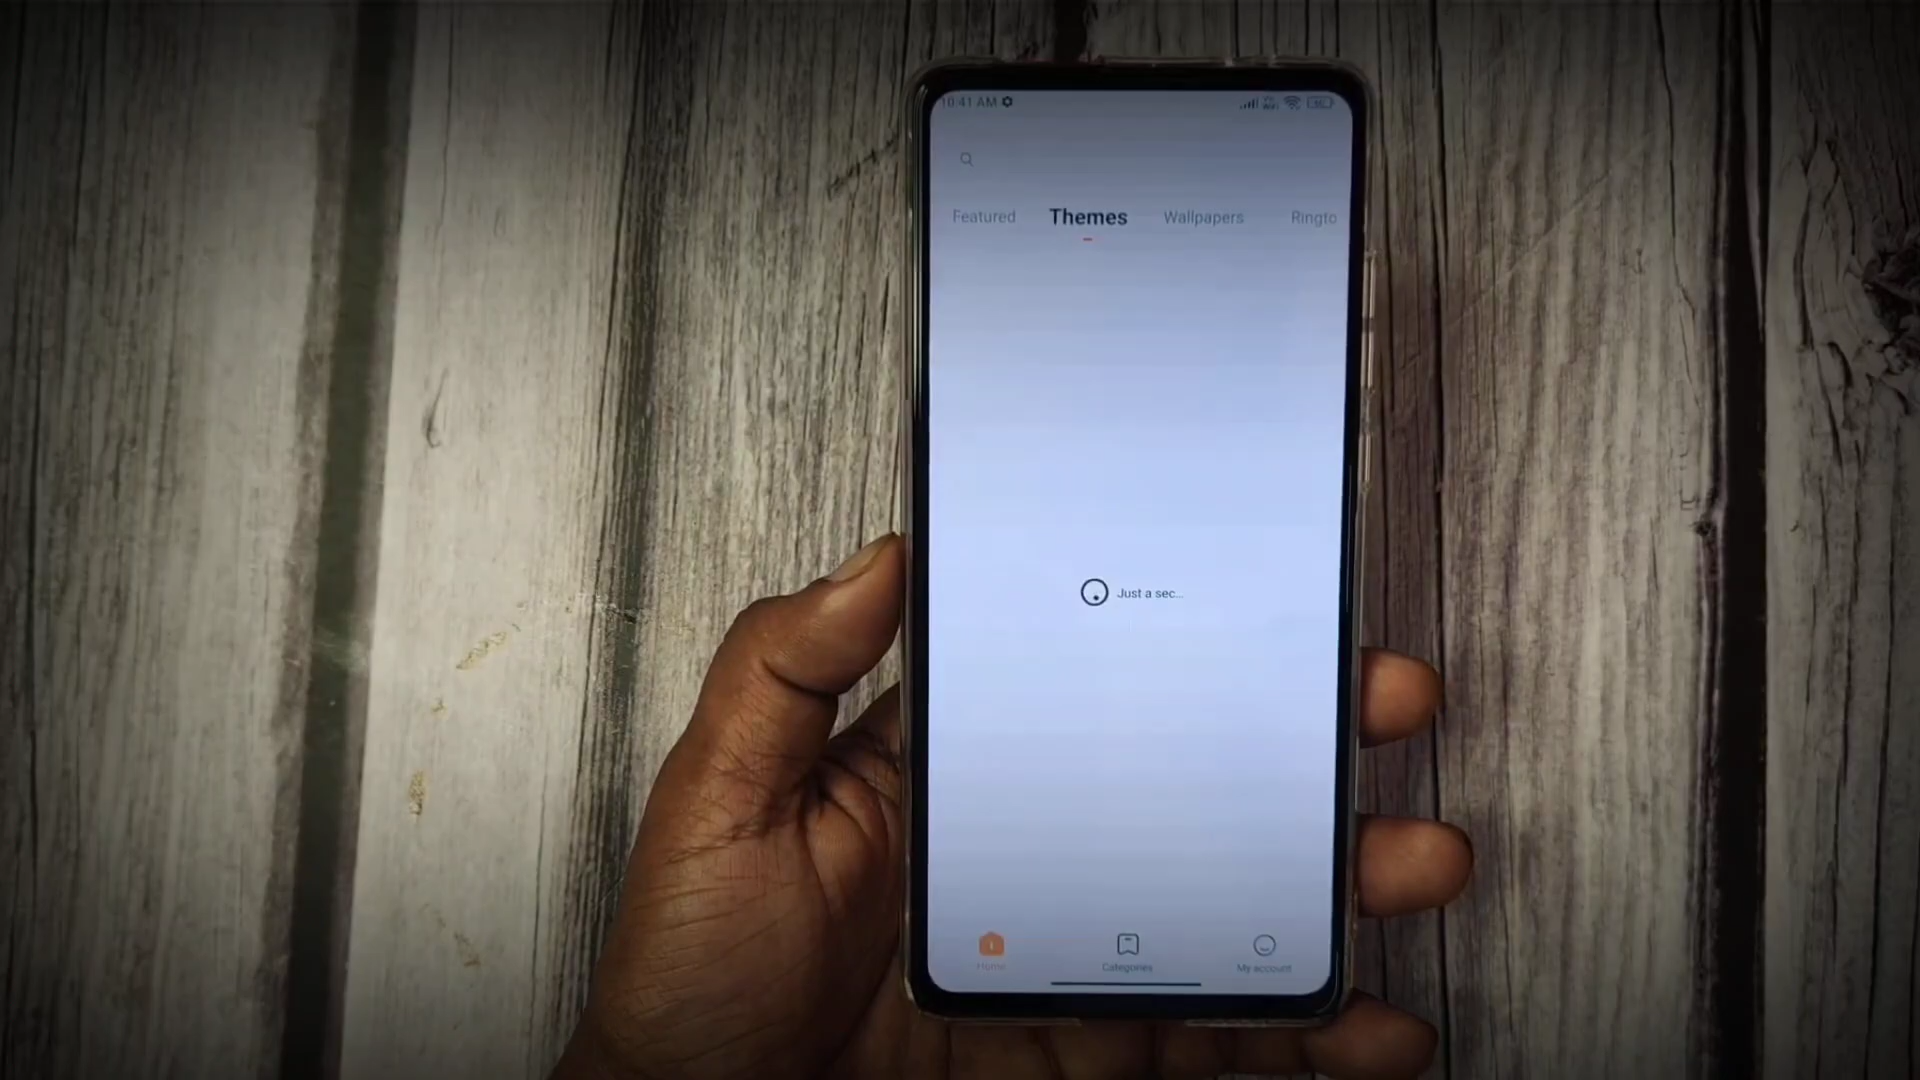 10:41 AM
Featured Themes Wallpapers Ringto
Just a sec...
Home Categories My account